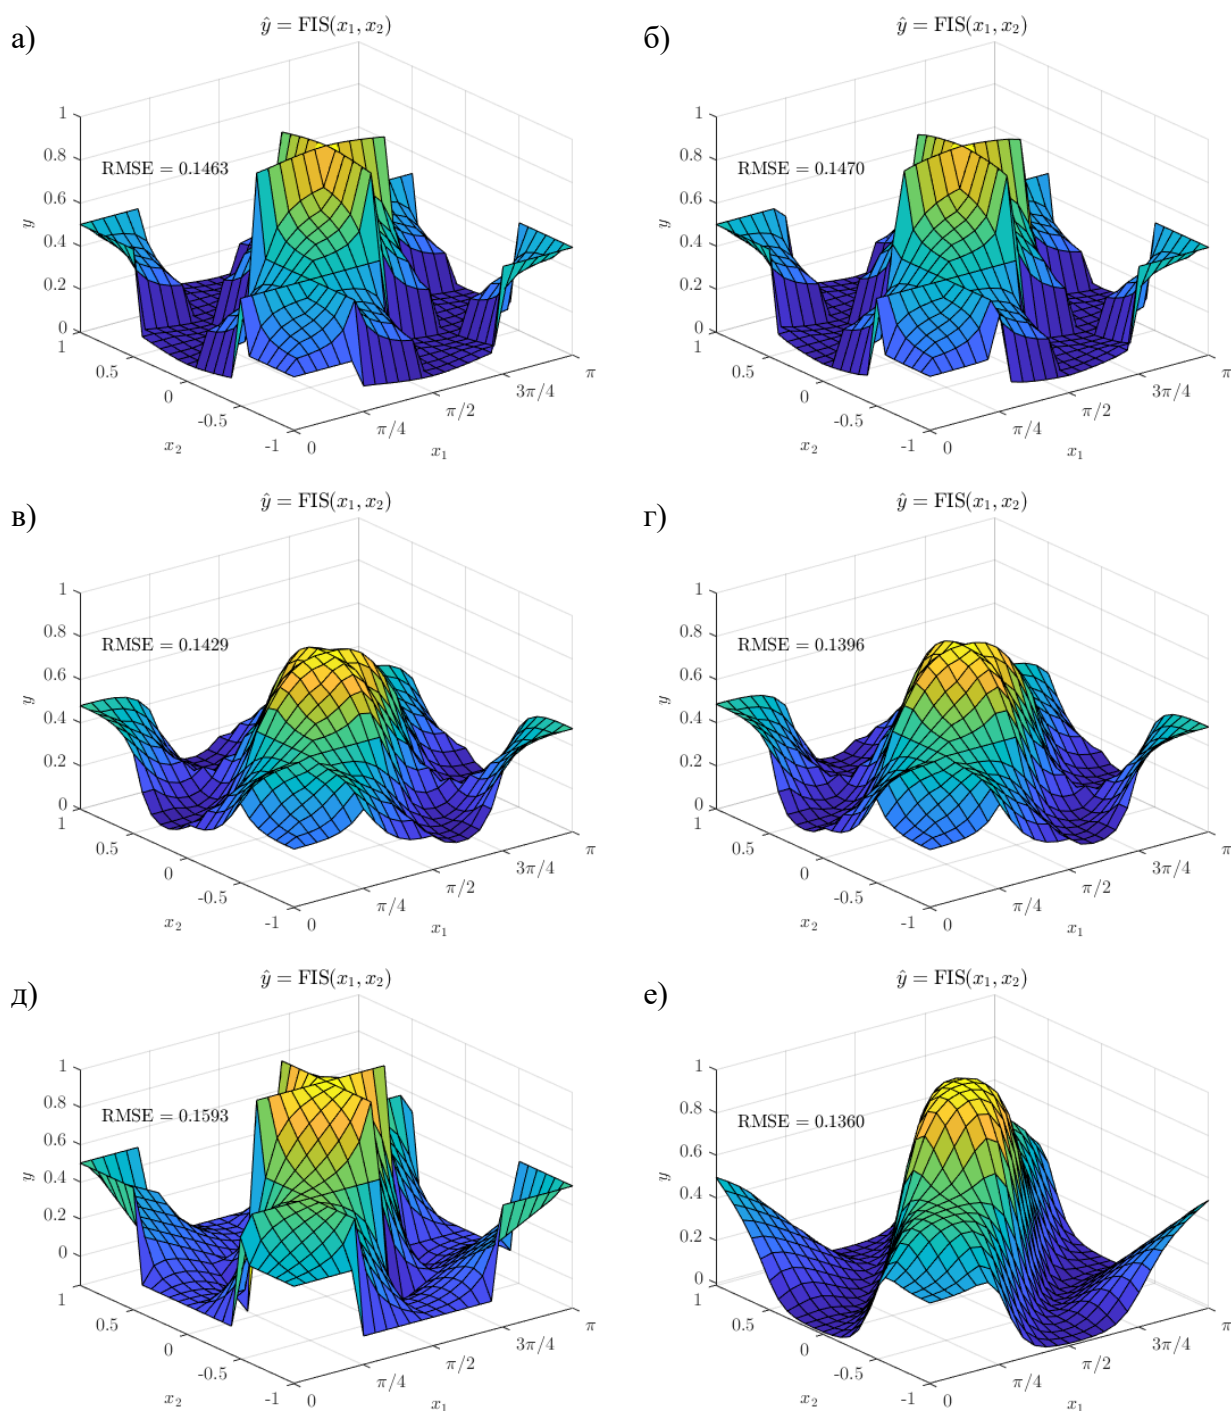 а)
ŷ = FIS(x₁, x₂)
RMSE = 0.1463
y
1
0.8
0.6
0.4
0.2
0
1
0.5
0
-0.5
-1
x₂
0
π/4
π/2
3π/4
π
x₁
б)
ŷ = FIS(x₁, x₂)
RMSE = 0.1470
y
1
0.8
0.6
0.4
0.2
0
1
0.5
0
-0.5
-1
x₂
0
π/4
π/2
3π/4
π
x₁
в)
ŷ = FIS(x₁, x₂)
RMSE = 0.1429
y
1
0.8
0.6
0.4
0.2
0
1
0.5
0
-0.5
-1
x₂
0
π/4
π/2
3π/4
π
x₁
г)
ŷ = FIS(x₁, x₂)
RMSE = 0.1396
y
1
0.8
0.6
0.4
0.2
0
1
0.5
0
-0.5
-1
x₂
0
π/4
π/2
3π/4
π
x₁
д)
ŷ = FIS(x₁, x₂)
RMSE = 0.1593
y
1
0.8
0.6
0.4
0.2
0
1
0.5
0
-0.5
-1
x₂
0
π/4
π/2
3π/4
π
x₁
е)
ŷ = FIS(x₁, x₂)
RMSE = 0.1360
y
1
0.8
0.6
0.4
0.2
0
1
0.5
0
-0.5
-1
x₂
0
π/4
π/2
3π/4
π
x₁